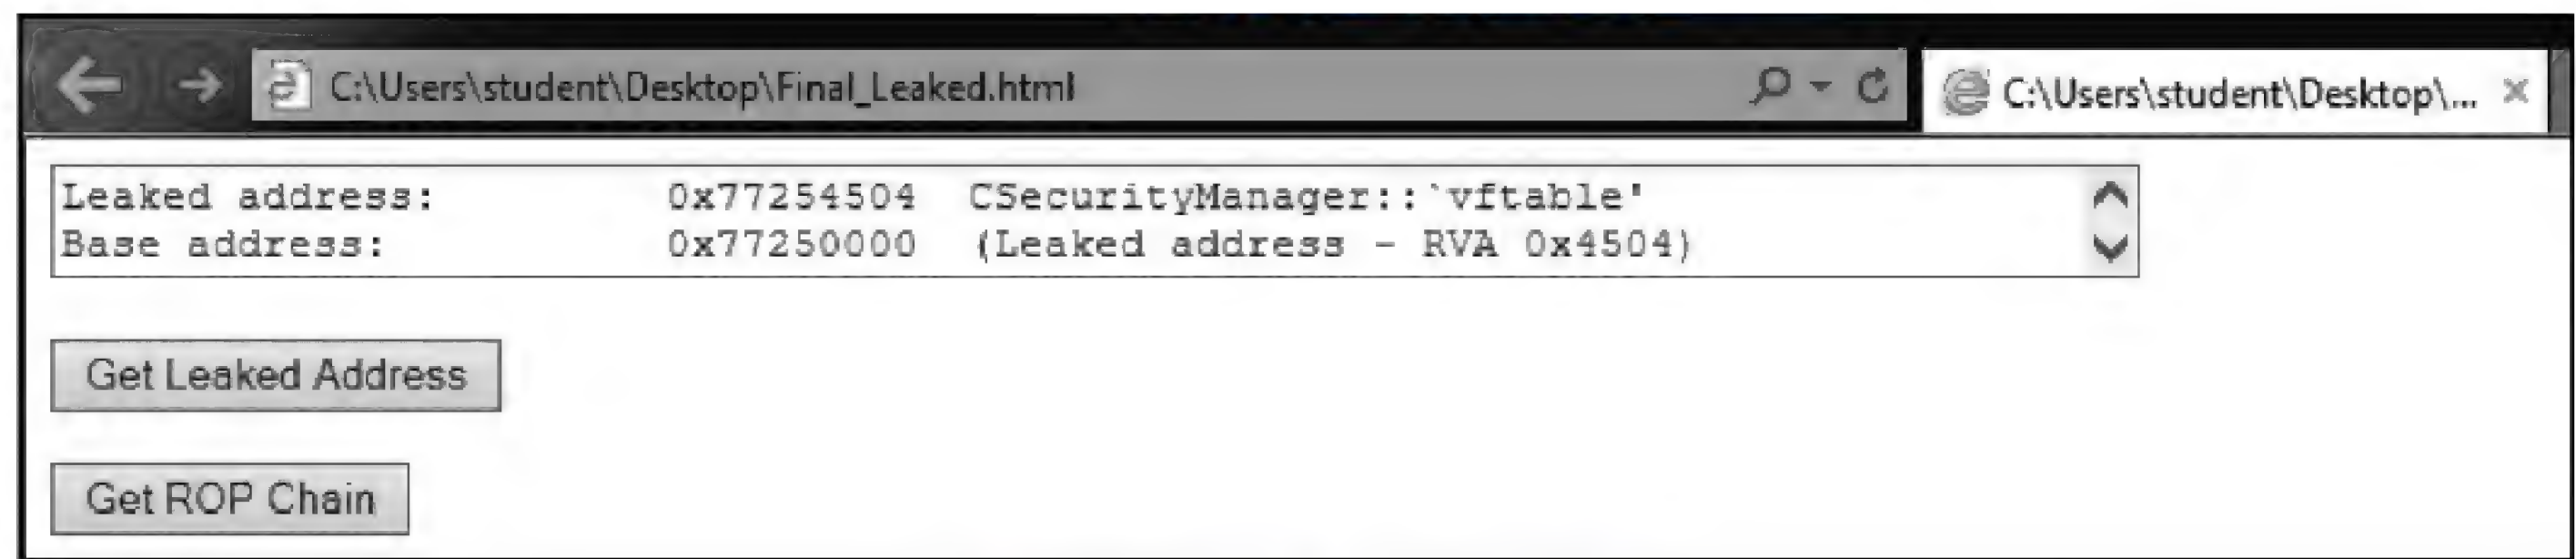 C:\Users\student\Desktop\Final_Leaked.html
C:\Users\student\Desktop\...
Leaked address: 0x77254504 CSecurityManager::`vftable'
Base address: 0x77250000 (Leaked address - RVA 0x4504)
Get Leaked Address
Get ROP Chain